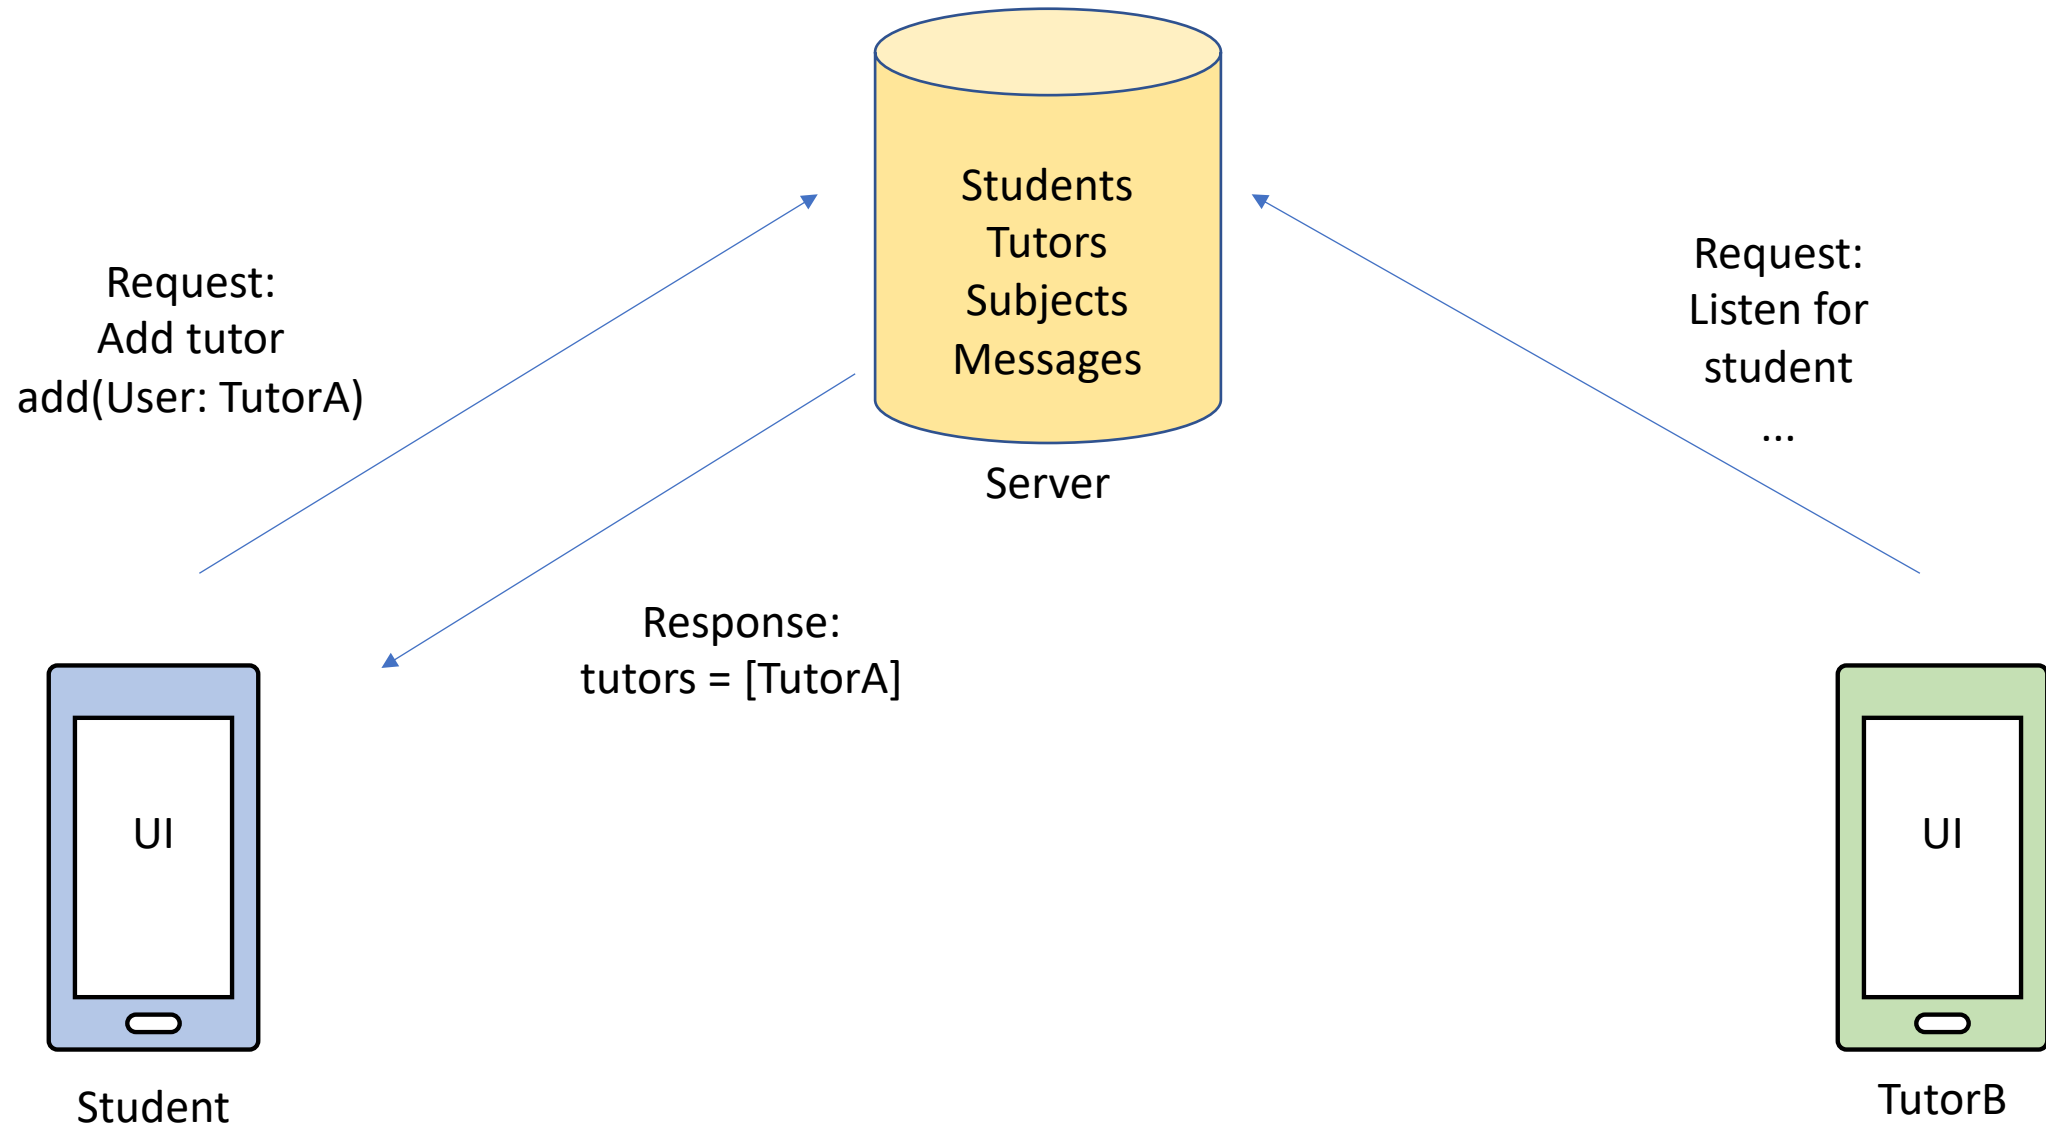 Students
Tutors
Subjects
Messages
Server
Request:
Add tutor
add(User: TutorA)
Request:
Listen for
student
...
Response:
tutors = [TutorA]
UI
Student
UI
TutorB